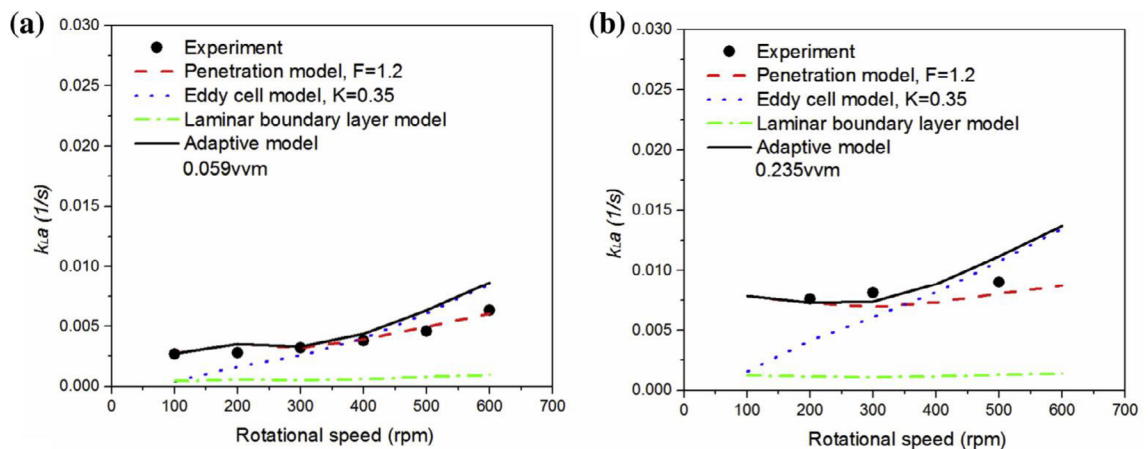 (a)
0.030
0.025
0.020
0.015
0.010
0.005
0.000
kLa (1/s)
Experiment
Penetration model, F=1.2
Eddy cell model, K=0.35
Laminar boundary layer model
Adaptive model
0.059vvm
0 100 200 300 400 500 600 700
Rotational speed (rpm)
(b)
0.030
0.025
0.020
0.015
0.010
0.005
0.000
kLa (1/s)
Experiment
Penetration model, F=1.2
Eddy cell model, K=0.35
Laminar boundary layer model
Adaptive model
0.235vvm
0 100 200 300 400 500 600 700
Rotational speed (rpm)